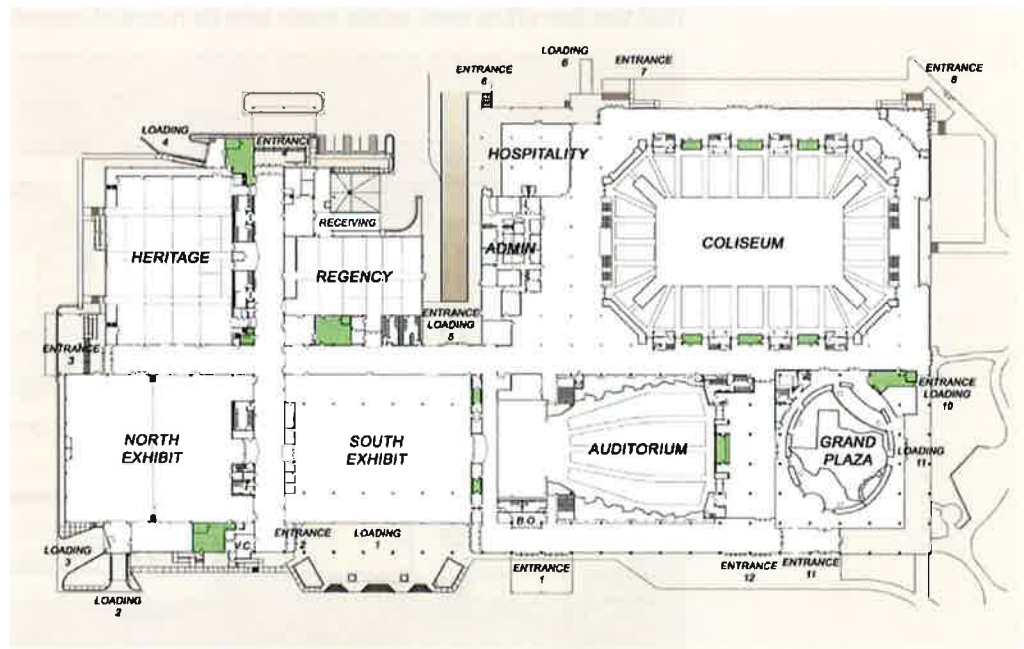 LOADING
6
ENTRANCE
7
ENTRANCE
6
ENTRANCE
8
LOADING
4
ENTRANCE
HOSPITALITY
RECEIVING
HERITAGE
REGENCY
ADMIN
COLISEUM
ENTRANCE
LOADING
5
ENTRANCE
3
ENTRANCE
LOADING
10
NORTH
EXHIBIT
SOUTH
EXHIBIT
AUDITORIUM
GRAND
PLAZA
LOADING
11
B.O.
V.C.
ENTRANCE
2
LOADING
1
LOADING
3
ENTRANCE
1
ENTRANCE
12
ENTRANCE
11
LOADING
2